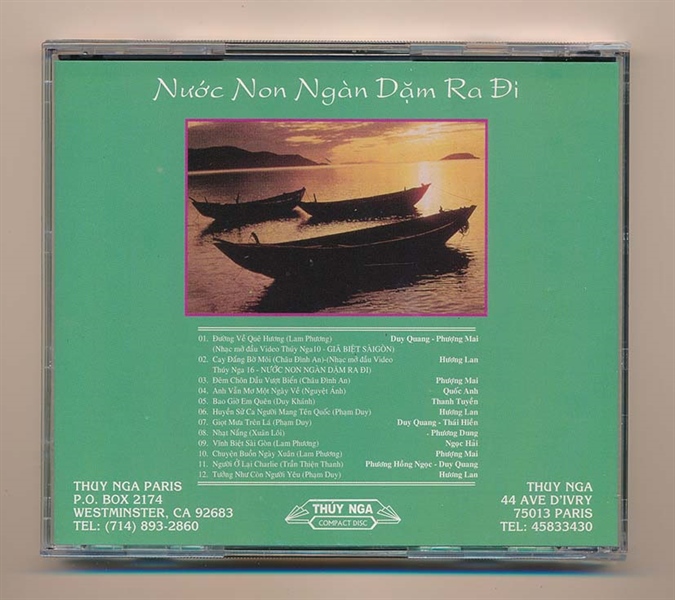 Nước Non Ngàn Dặm Ra Đi
01. Đường Về Quê Hương (Lam Phương) Duy Quang - Phượng Mai
(Nhạc mở đầu Video Thúy Nga10 - GIÃ BIỆT SÀIGÒN)
02. Cay Đắng Bờ Môi (Châu Đình An)-(Nhạc mở đầu Video Hương Lan
Thúy Nga 16 - NƯỚC NON NGÀN DẶM RA ĐI)
03. Đêm Chôn Dầu Vượt Biển (Châu Đình An) Phượng Mai
04. Anh Vẫn Mơ Một Ngày Về (Nguyệt Ánh) Quốc Anh
05. Bao Giờ Em Quên (Duy Khánh) Thanh Tuyền
06. Huyền Sử Ca Người Mang Tên Quốc (Phạm Duy) Hương Lan
07. Giọt Mưa Trên Lá (Phạm Duy) Duy Quang - Thái Hiền
08. Nhạt Nắng (Xuân Lôi) . Phương Dung
09. Vĩnh Biệt Sài Gòn (Lam Phương) Ngọc Hải
10. Chuyện Buồn Ngày Xuân (Lam Phương) Phượng Mai
11. Người Ở Lại Charlie (Trần Thiện Thanh) Phương Hồng Ngọc - Duy Quang
12. Tưởng Như Còn Người Yêu (Phạm Duy) Hương Lan
THUY NGA PARIS
P.O. BOX 2174
WESTMINSTER, CA 92683
TEL: (714) 893-2860
THÚY NGA
COMPACT DISC
THUY NGA
44 AVE D'IVRY
75013 PARIS
TEL: 45833430